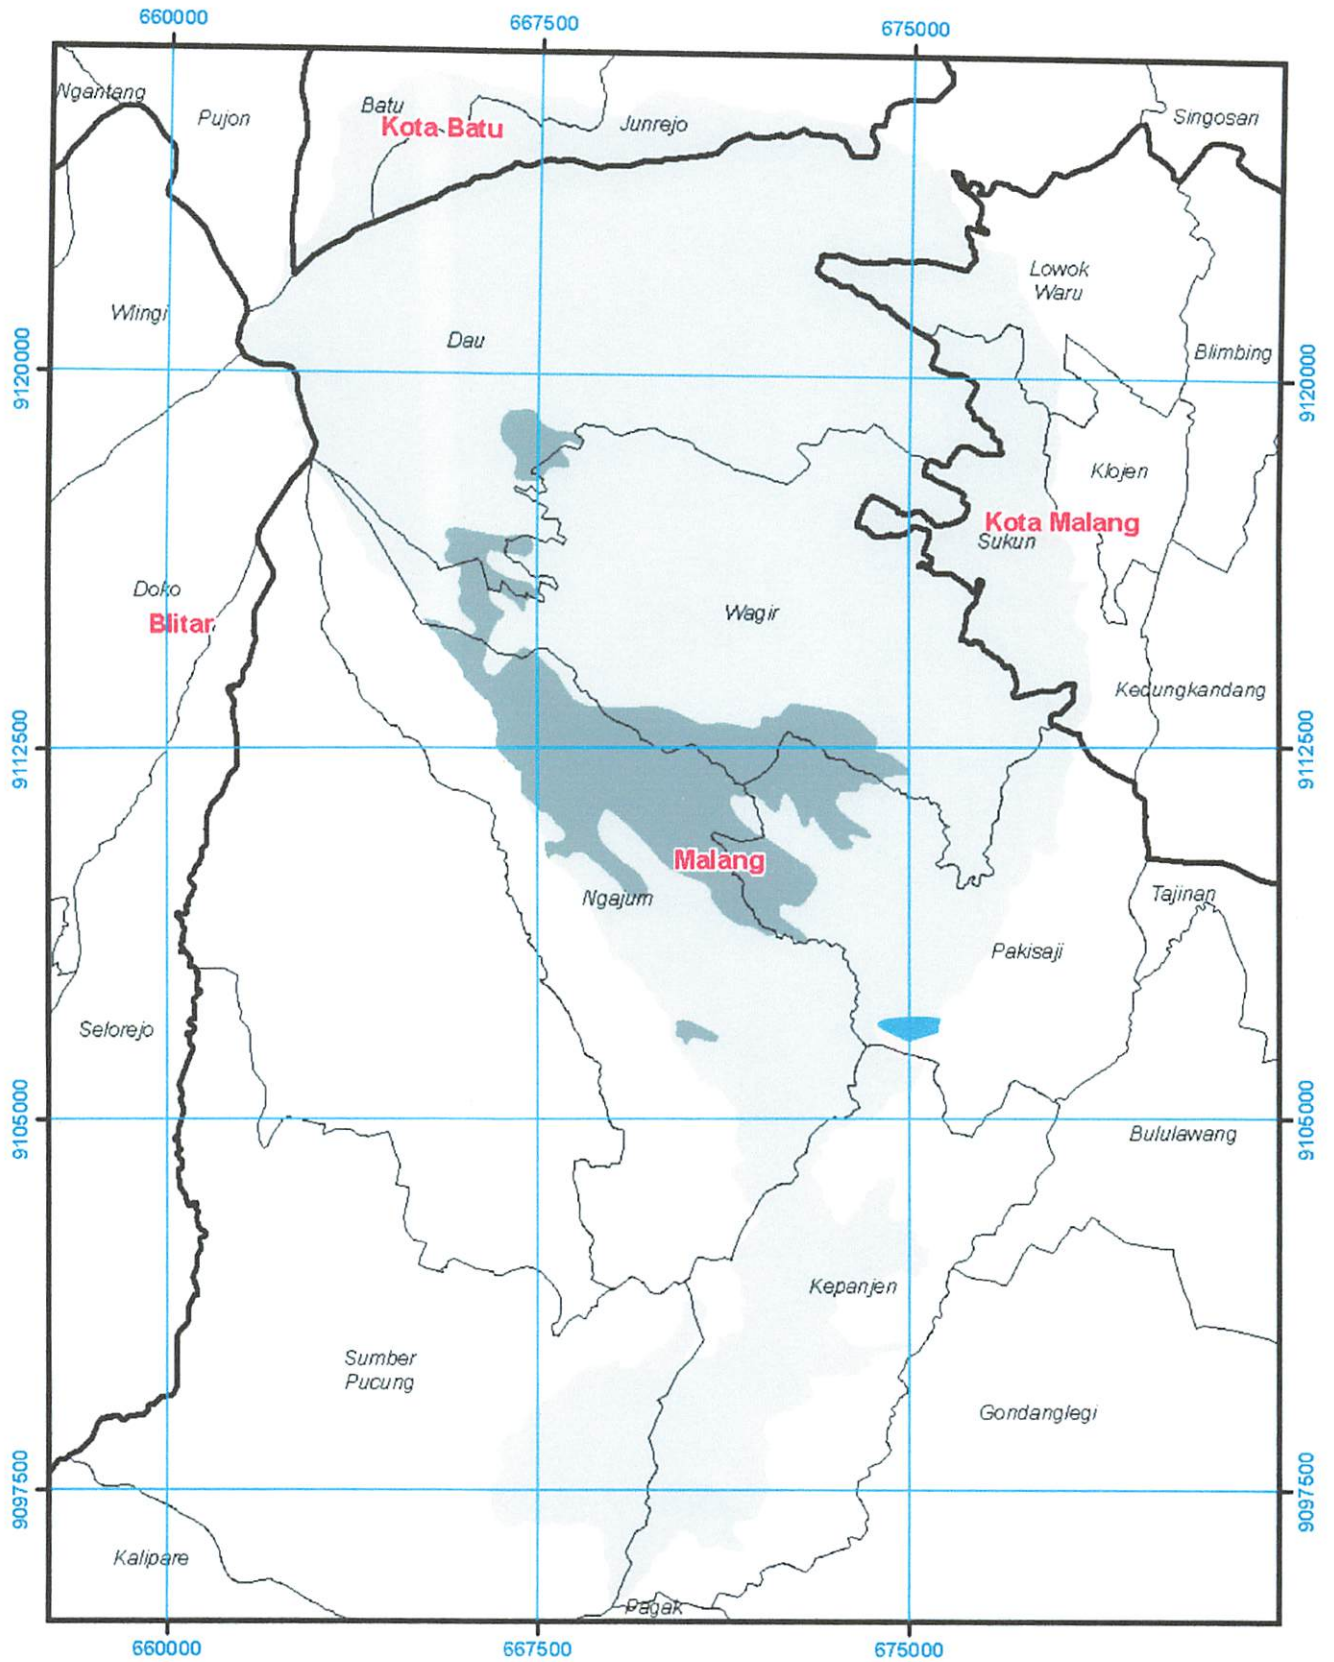 660000
667500
675000
Ngantang
Pujon
Batu
Kota Batu
Junrejo
Singosari
Wlingi
Dau
Lowok
Waru
Blimbing
9120000
9120000
Klojen
Kota Malang
Sukun
Doko
Blitar
Wagir
Kedungkandang
9112500
9112500
Malang
Ngajum
Tajinan
Pakisaji
Selorejo
9105000
9105000
Bululawang
Kepanjen
Sumber
Pucung
Gondanglegi
9097500
9097500
Kalipare
Pagak
660000
667500
675000